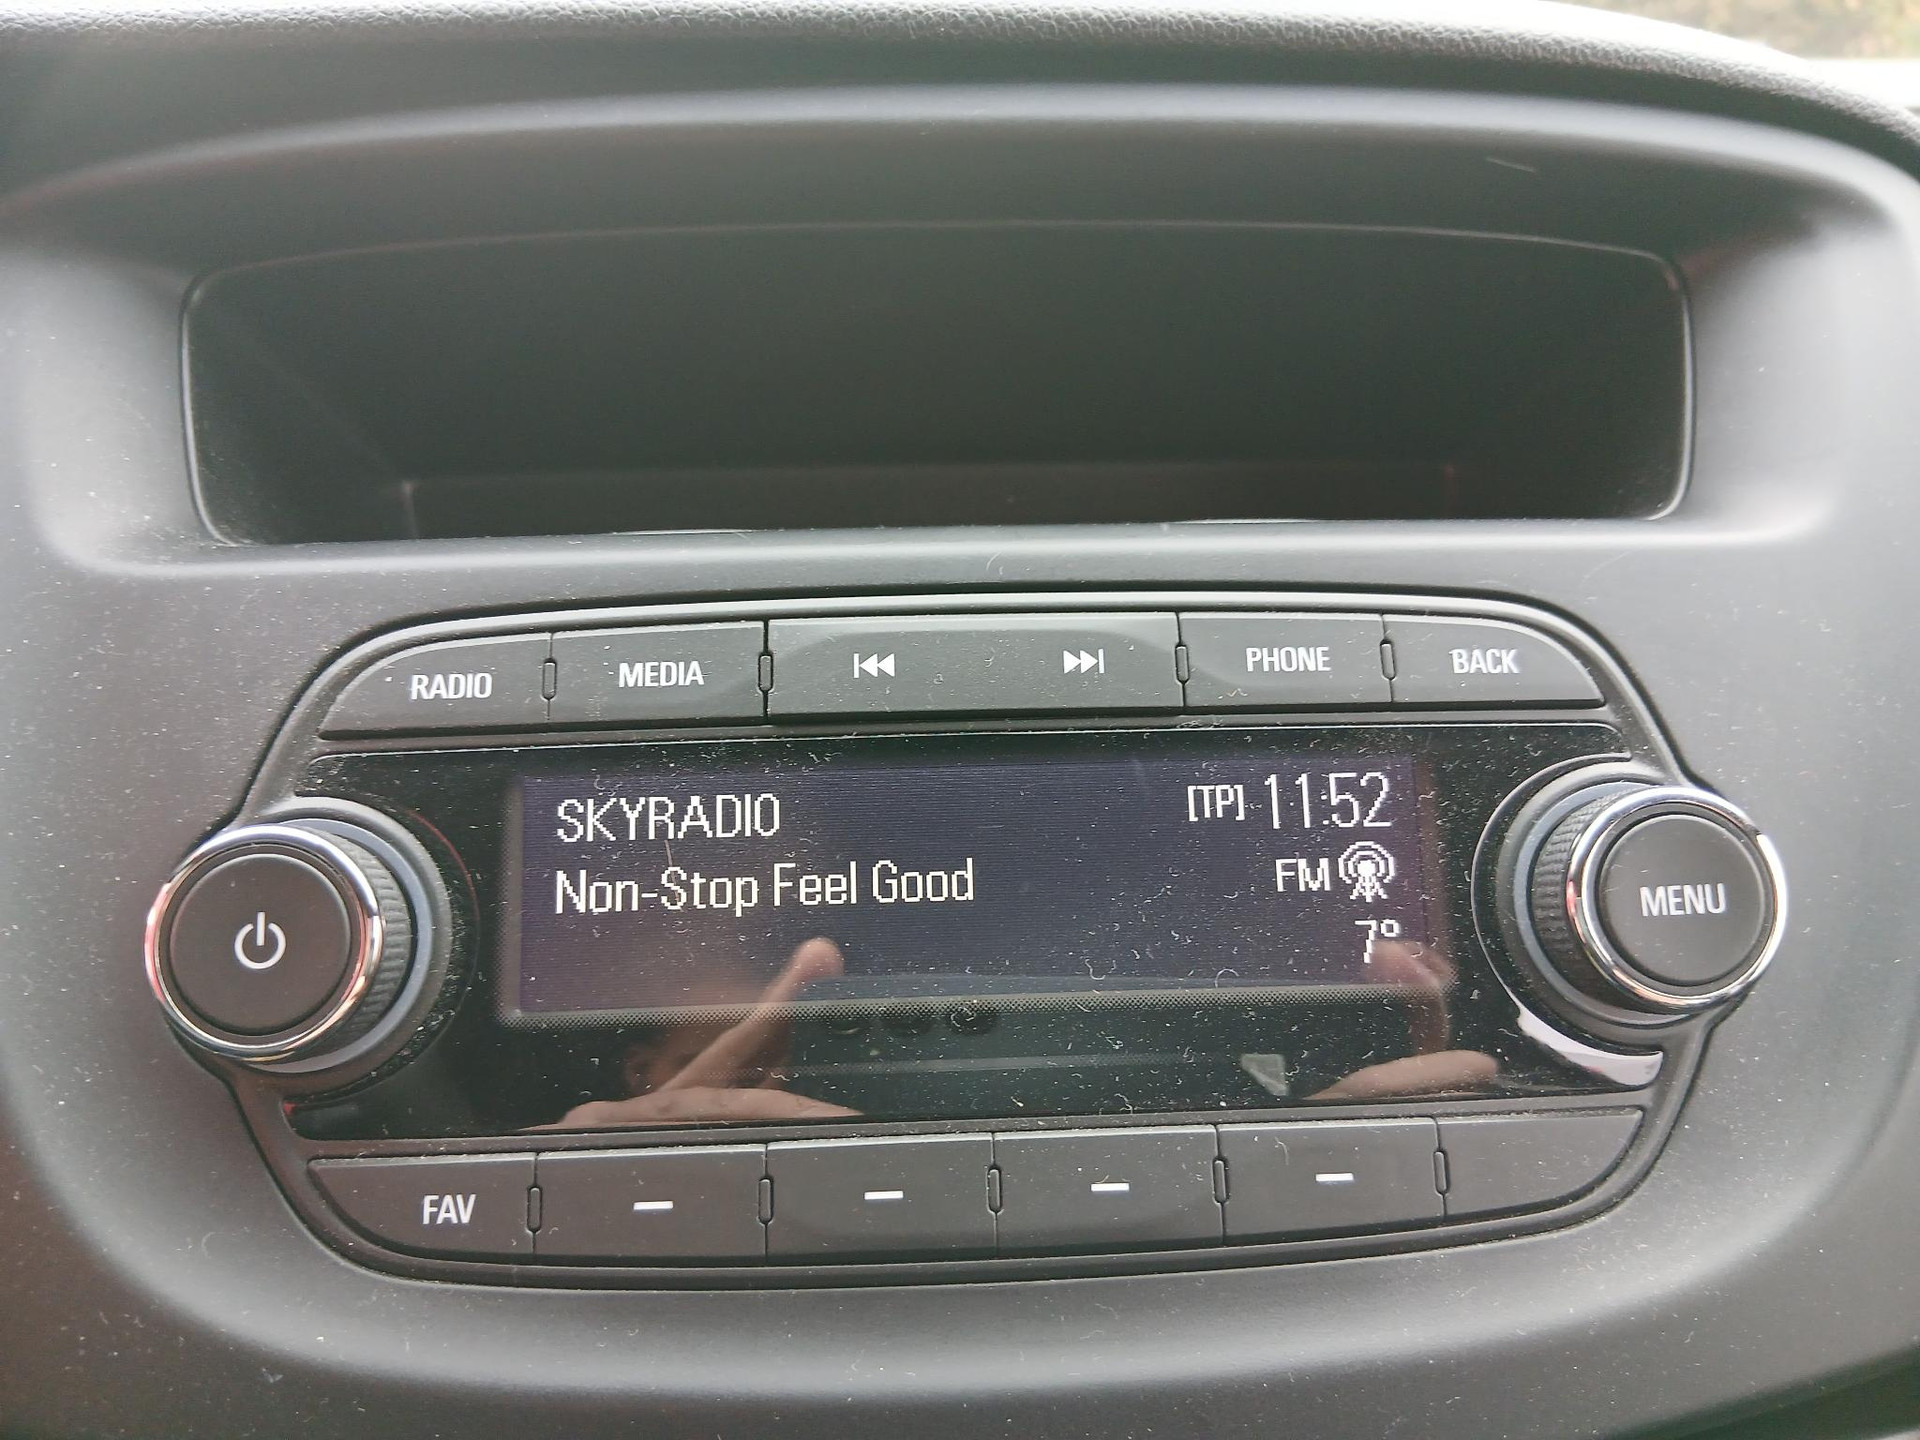 RADIO MEDIA PHONE BACK
SKYRADIO [TP] 11:52
Non-Stop Feel Good FM
7°
MENU
FAV